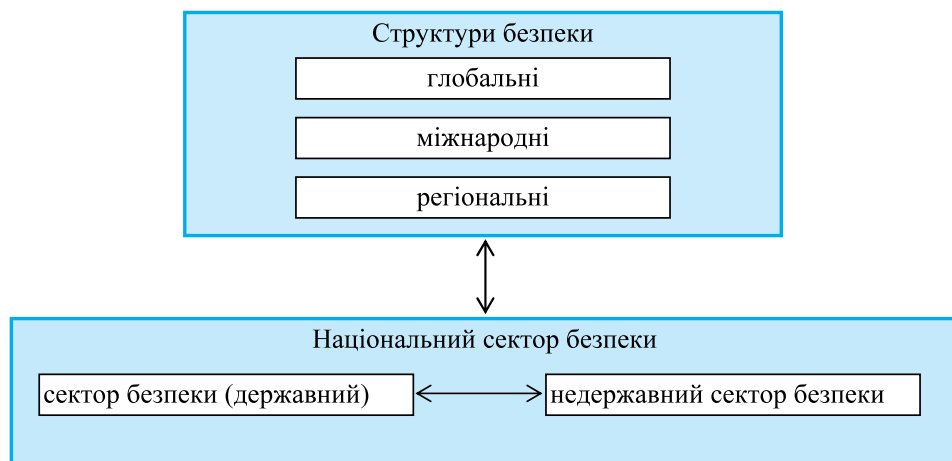 Структури безпеки
глобальні
міжнародні
регіональні
Національний сектор безпеки
сектор безпеки (державний)
недержавний сектор безпеки